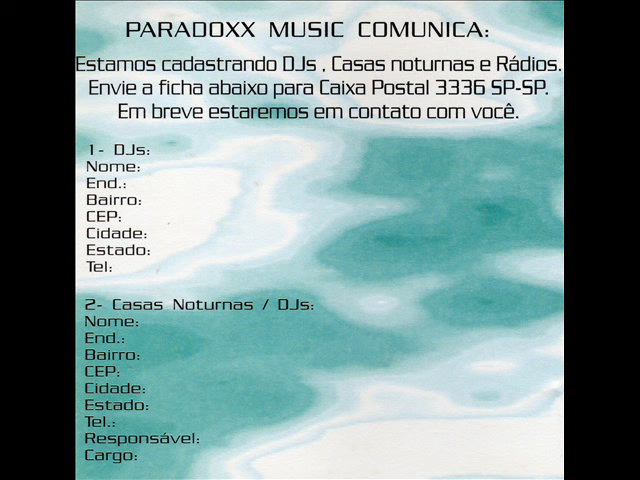 PARADOXX MUSIC COMUNICA:
Estamos cadastrando DJs , Casas noturnas e Rádios.
Envie a ficha abaixo para Caixa Postal 3336 SP-SP.
Em breve estaremos em contato com você.
1- DJs:
Nome:
End.:
Bairro:
CEP:
Cidade:
Estado:
Tel:
2- Casas Noturnas / DJs:
Nome:
End.:
Bairro:
CEP:
Cidade:
Estado:
Tel.:
Responsável:
Cargo: